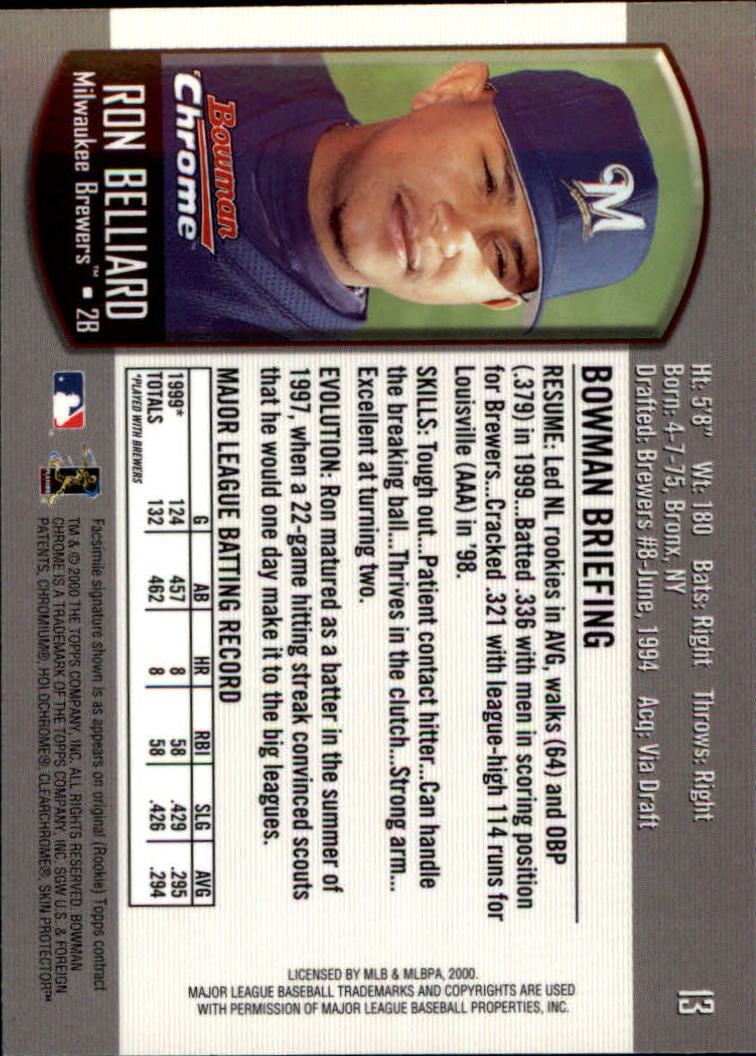 13
Ht: 5'8" Wt: 180 Bats: Right Throws: Right
Born: 4-7-75, Bronx, NY
Drafted: Brewers #8-June, 1994 Acq: Via Draft
M
Bowman
Chrome™
RON BELLIARD
Milwaukee Brewers™ ▪ 2B
BOWMAN BRIEFING
RESUME: Led NL rookies in AVG, walks (64) and OBP
(.379) in 1999...Batted .336 with men in scoring position
for Brewers...Cracked .321 with league-high 114 runs for
Louisville (AAA) in '98.
SKILLS: Tough out...Patient contact hitter...Can handle
the breaking ball...Thrives in the clutch...Strong arm...
Excellent at turning two.
EVOLUTION: Ron matured as a batter in the summer of
1997, when a 22-game hitting streak convinced scouts
that he would one day make it to the big leagues.
MAJOR LEAGUE BATTING RECORD
G AB HR RBI SLG AVG
1999* 124 457 8 58 .429 .295
TOTALS 132 462 8 58 .426 .294
*PLAYED WITH BREWERS
Facsimile signature shown is as appears on original (Rookie) Topps contract
TM & © 2000 THE TOPPS COMPANY, INC. ALL RIGHTS RESERVED. BOWMAN
CHROME IS A TRADEMARK OF THE TOPPS COMPANY, INC. SGW U.S. & FOREIGN
PATENTS, CHROMIUM®, HOLOCHROME®, CLEARCHROME®, SKIN PROTECTOR™
LICENSED BY MLB & MLBPA, 2000.
MAJOR LEAGUE BASEBALL TRADEMARKS AND COPYRIGHTS ARE USED
WITH PERMISSION OF MAJOR LEAGUE BASEBALL PROPERTIES, INC.